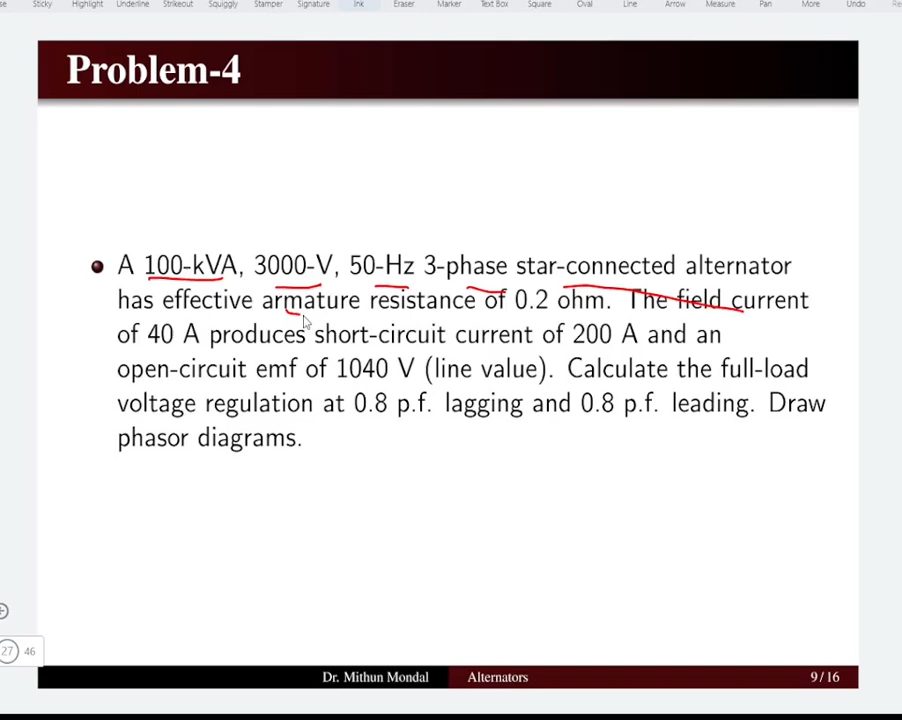 se Sticky Highlight Underline Strikeout Squiggly Stamper Signature Ink Eraser Marker Text Box Square Oval Line Arrow Measure Pan More Undo
Problem-4
A 100-kVA, 3000-V, 50-Hz 3-phase star-connected alternator
has effective armature resistance of 0.2 ohm. The field current
of 40 A produces short-circuit current of 200 A and an
open-circuit emf of 1040 V (line value). Calculate the full-load
voltage regulation at 0.8 p.f. lagging and 0.8 p.f. leading. Draw
phasor diagrams.
27 46
Dr. Mithun Mondal Alternators 9/16